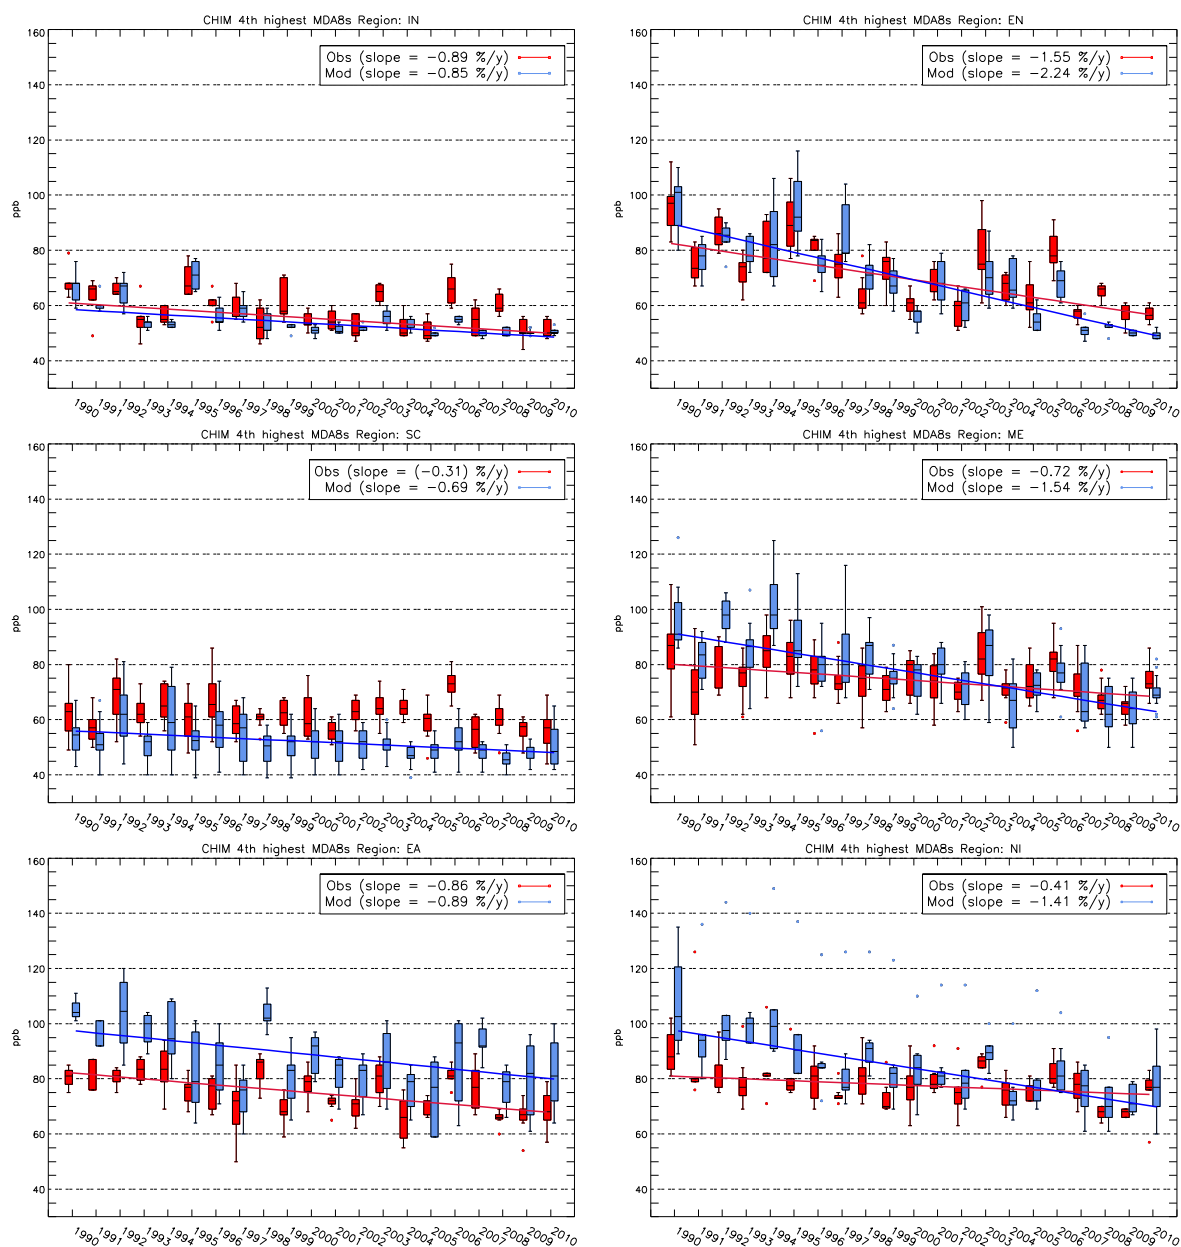 CHIM 4th highest MDA8s Region: IN
Obs (slope = −0.89 %/y)
Mod (slope = −0.85 %/y)
160
140
120
100
80
60
40
ppb
1990 1991 1992 1993 1994 1995 1996 1997 1998 1999 2000 2001 2002 2003 2004 2005 2006 2007 2008 2009 2010
CHIM 4th highest MDA8s Region: EN
Obs (slope = −1.55 %/y)
Mod (slope = −2.24 %/y)
160
140
120
100
80
60
40
ppb
1990 1991 1992 1993 1994 1995 1996 1997 1998 1999 2000 2001 2002 2003 2004 2005 2006 2007 2008 2009 2010
CHIM 4th highest MDA8s Region: SC
Obs (slope = (−0.31) %/y)
Mod (slope = −0.69 %/y)
160
140
120
100
80
60
40
ppb
1990 1991 1992 1993 1994 1995 1996 1997 1998 1999 2000 2001 2002 2003 2004 2005 2006 2007 2008 2009 2010
CHIM 4th highest MDA8s Region: ME
Obs (slope = −0.72 %/y)
Mod (slope = −1.54 %/y)
160
140
120
100
80
60
40
ppb
1990 1991 1992 1993 1994 1995 1996 1997 1998 1999 2000 2001 2002 2003 2004 2005 2006 2007 2008 2009 2010
CHIM 4th highest MDA8s Region: EA
Obs (slope = −0.86 %/y)
Mod (slope = −0.89 %/y)
160
140
120
100
80
60
40
ppb
1990 1991 1992 1993 1994 1995 1996 1997 1998 1999 2000 2001 2002 2003 2004 2005 2006 2007 2008 2009 2010
CHIM 4th highest MDA8s Region: NI
Obs (slope = −0.41 %/y)
Mod (slope = −1.41 %/y)
160
140
120
100
80
60
40
ppb
1990 1991 1992 1993 1994 1995 1996 1997 1998 1999 2000 2001 2002 2003 2004 2005 2006 2007 2008 2009 2010